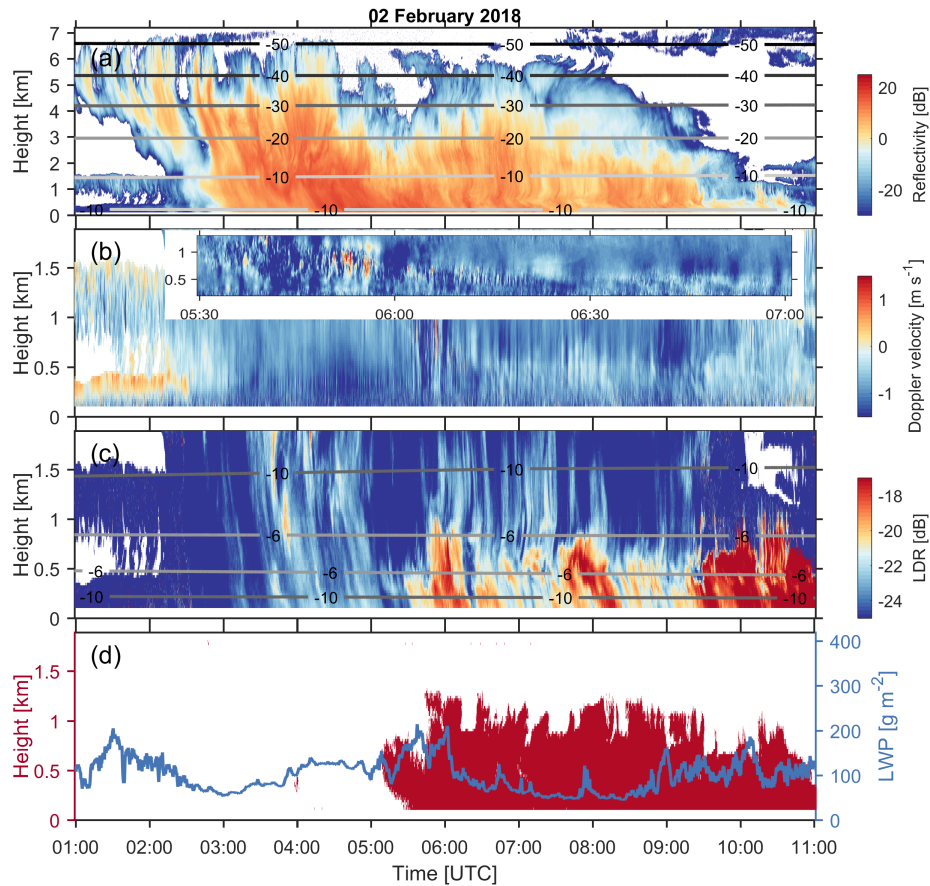 02 February 2018
(a)
Height [km]
7
6
5
4
3
2
1
0
-50 -50 -50
-40 -40 -40
-30 -30 -30
-20 -20 -20
-10 -10 -10
-10 -10 -10 -10
20
0
-20
Reflectivity [dB]
(b)
Height [km]
1.5
1
0.5
0
1
0.5
05:30 06:00 06:30 07:00
1
0
-1
Doppler velocity [m s-1]
(c)
Height [km]
1.5
1
0.5
0
-10 -10 -10
-6 -6 -6
-6 -6 -6 -6
-10 -10 -10 -10
-18
-20
-22
-24
LDR [dB]
(d)
Height [km]
1.5
1
0.5
0
400
300
200
100
0
LWP [g m-2]
01:00 02:00 03:00 04:00 05:00 06:00 07:00 08:00 09:00 10:00 11:00
Time [UTC]